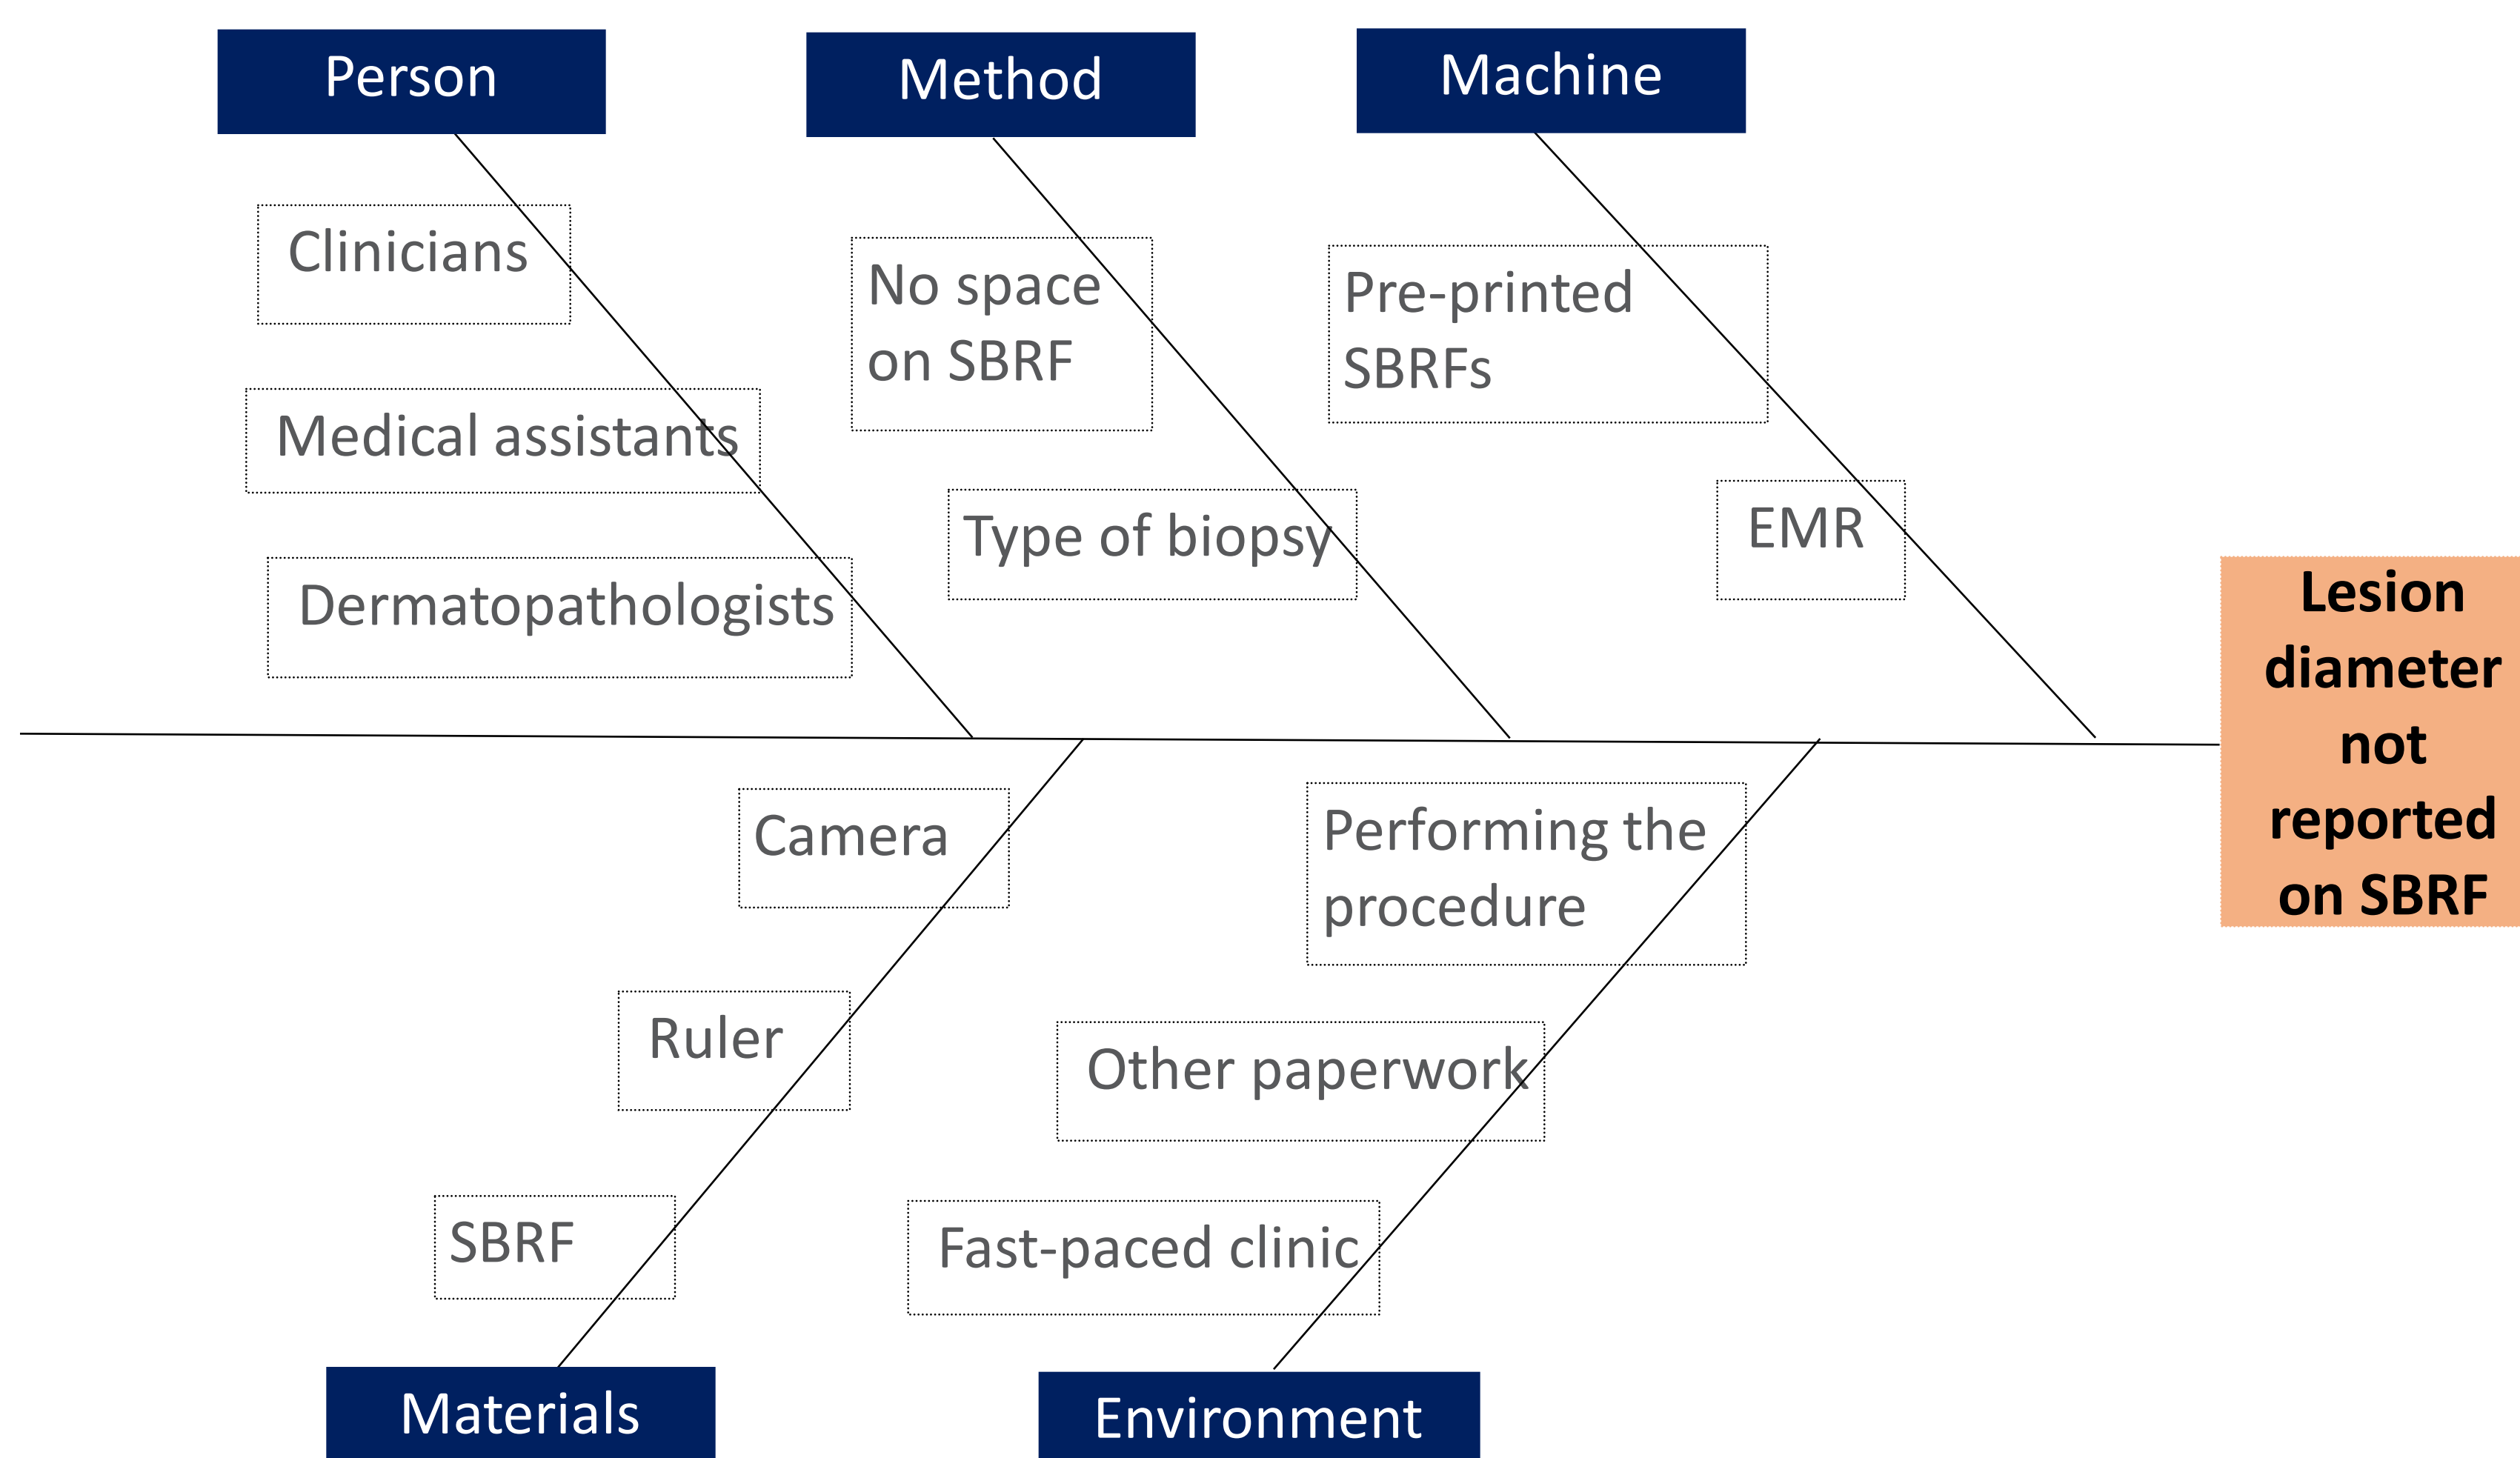 Person
Method
Machine
Clinicians
Medical assistants
Dermatopathologists
No space
on SBRF
Type of biopsy
Pre-printed
SBRFs
EMR
Lesion
diameter
not
reported
on SBRF
Camera
Ruler
SBRF
Performing the
procedure
Other paperwork
Fast-paced clinic
Materials
Environment